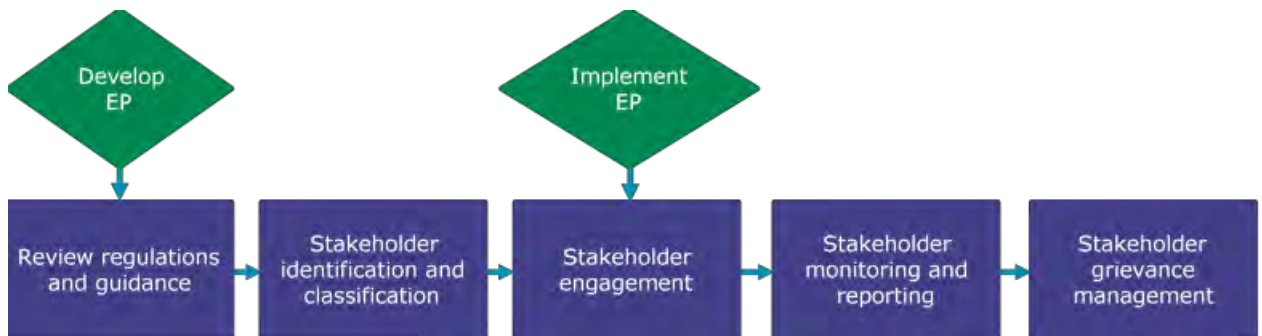 Develop
EP
Implement
EP
Review regulations
and guidance
Stakeholder
identification and
classification
Stakeholder
engagement
Stakeholder
monitoring and
reporting
Stakeholder
grievance
management